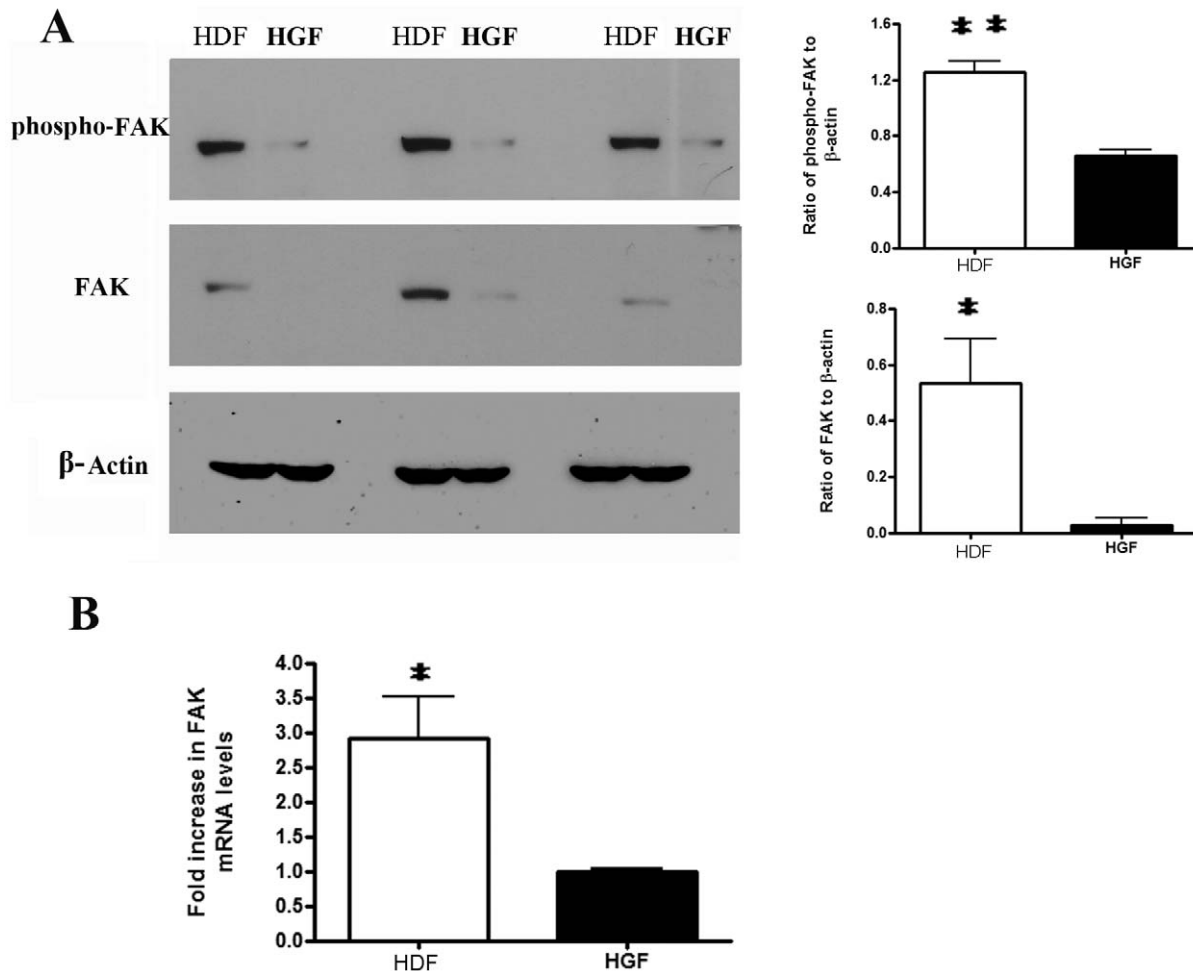 A
HDF HGF HDF HGF HDF HGF
phospho-FAK
FAK
β-Actin
Ratio of phospho-FAK to
β-actin
1.6
1.2
0.8
0.4
0.0
** 
HDF HGF
Ratio of FAK to β-actin
0.8
0.6
0.4
0.2
0.0
*
HDF HGF
B
Fold increase in FAK
mRNA levels
4.0
3.5
3.0
2.5
2.0
1.5
1.0
0.5
0.0
*
HDF HGF